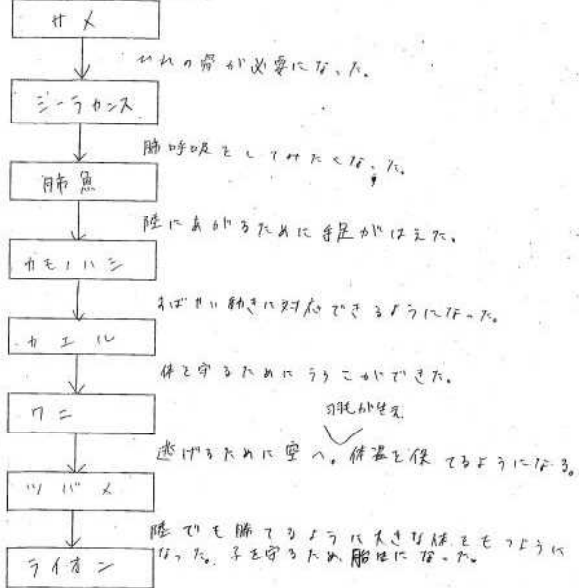 サメ
ひれの骨が必要になった。
シーラカンス
肺呼吸をしてみたくなった。
肺魚
陸にあがるために手足がはえた。
カモノハシ
すばやい動きに対応できるようになった。
カエル
体を守るためにうろこができた。
ワニ
羽毛が生え
逃げるために空へ。体温を保てるようになる。
ツバメ
陸でも勝てるように大きな体をもつように
なった。子を守るため、胎生になった。
ライオン